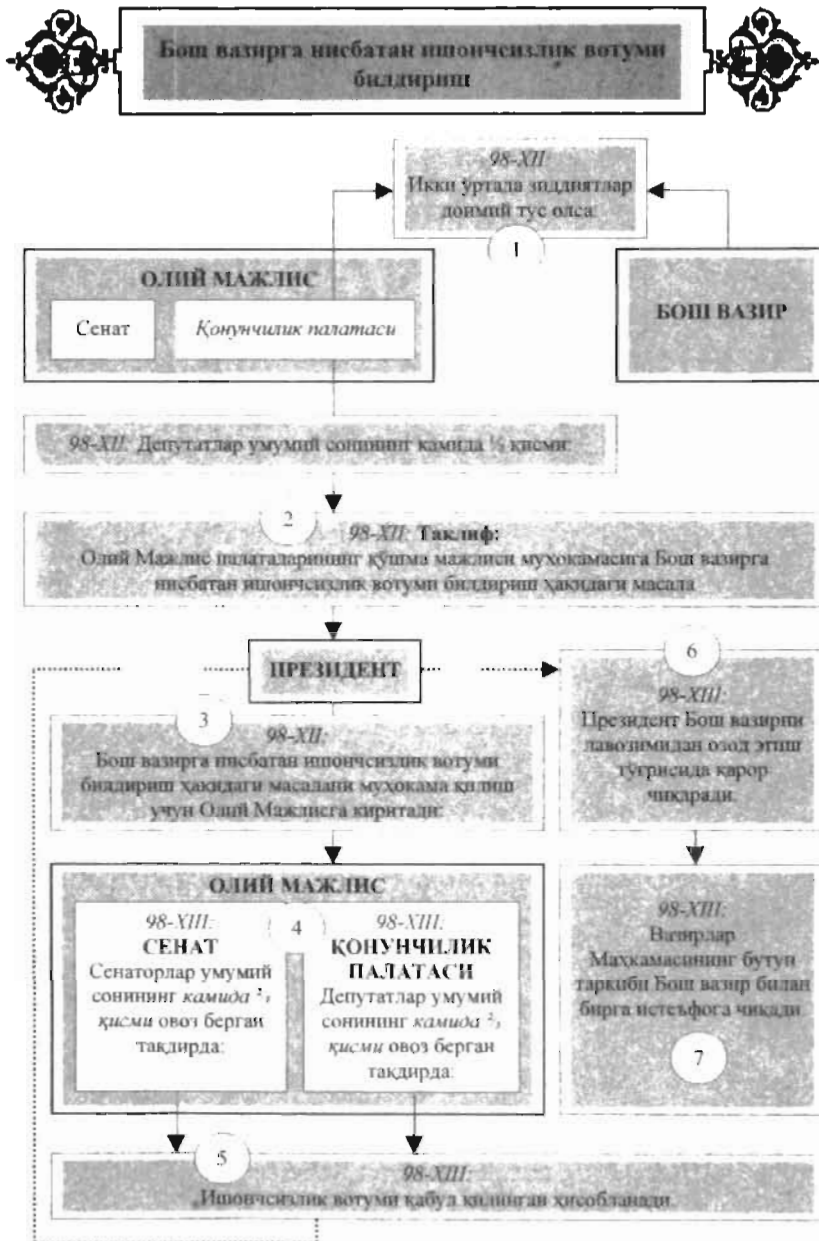 Бош вазирга нисбатан ишончсизлик вотуми
билдириш
98-XII:
Икки ўртада зиддиятлар
доимий тус олса:
1
ОЛИЙ МАЖЛИС
Сенат
Қонунчилик палатаси
БОШ ВАЗИР
98-XII: Депутатлар умумий сонининг камида ⅓ қисми:
2
98-XII: Таклиф:
Олий Мажлис палаталарининг қўшма мажлиси муҳокамасига Бош вазирга
нисбатан ишончсизлик вотуми билдириш ҳақидаги масала
ПРЕЗИДЕНТ
3
98-XII:
Бош вазирга нисбатан ишончсизлик вотуми
билдириш ҳақидаги масалани муҳокама қилиш
учун Олий Мажлисга киритади:
6
98-XIII:
Президент Бош вазирни
лавозимидан озод этиш
тўғрисида қарор
чиқаради.
ОЛИЙ МАЖЛИС
4
98-XIII:
СЕНАТ
Сенаторлар умумий
сонининг камида ⅔
қисми овоз берган
тақдирда:
98-XIII:
ҚОНУНЧИЛИК
ПАЛАТАСИ
Депутатлар умумий
сонининг камида ⅔
қисми овоз берган
тақдирда:
98-XIII:
Вазирлар
Маҳкамасининг бутун
таркиби Бош вазир билан
бирга истеъфога чиқади.
7
5
98-XIII:
Ишончсизлик вотуми қабул қилинган ҳисобланади.